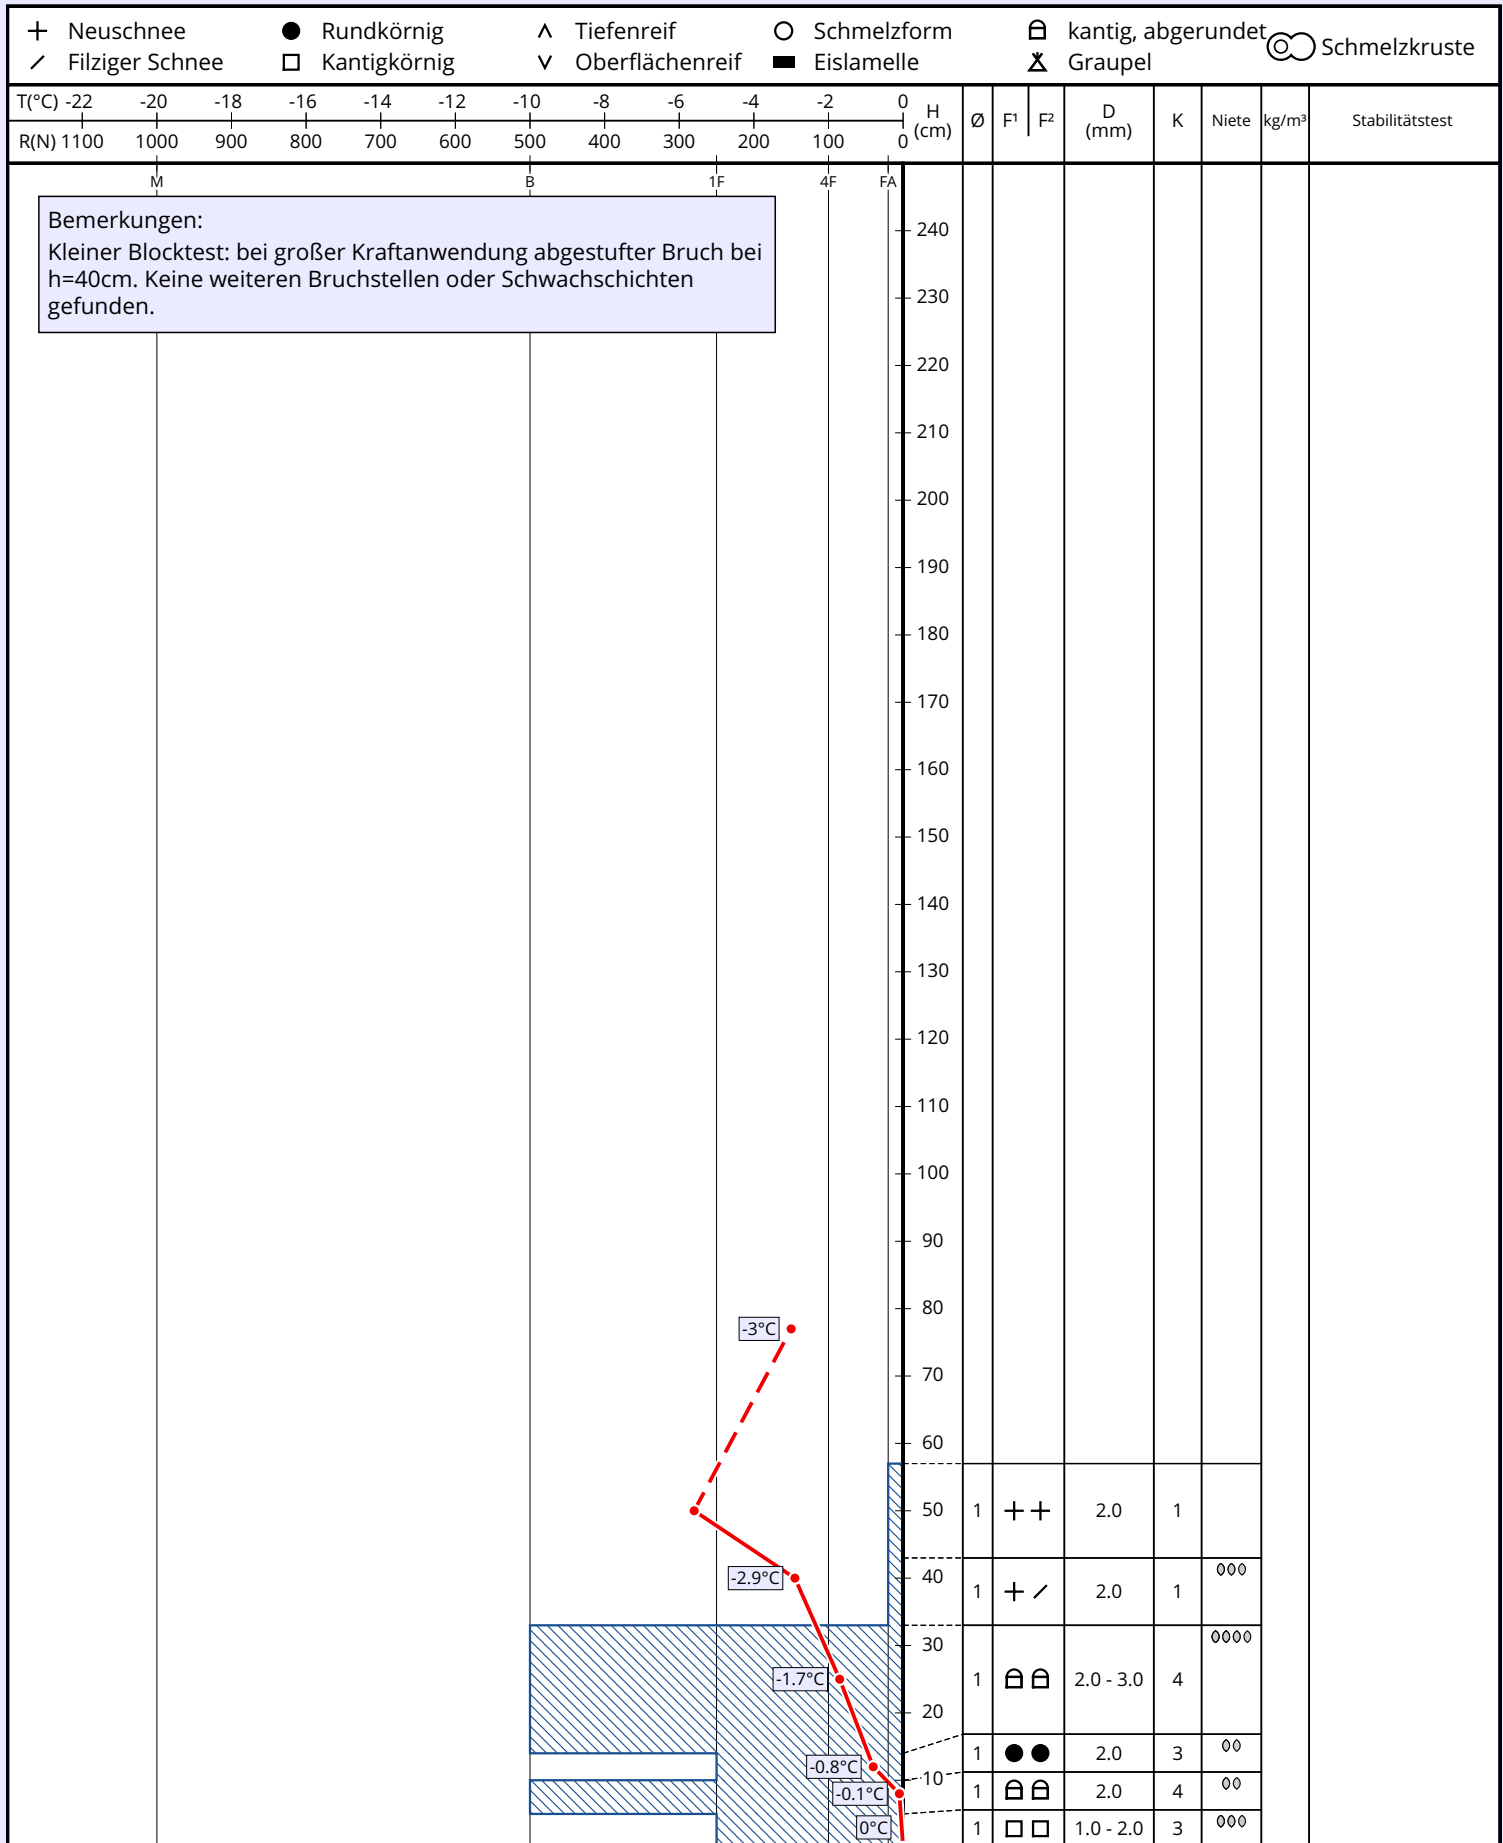 Neuschnee Rundkörnig Tiefenreif Schmelzform kantig, abgerundet Schmelzkruste
Filziger Schnee Kantigkörnig Oberflächenreif Eislamelle Graupel
T(°C) -22 -20 -18 -16 -14 -12 -10 -8 -6 -4 -2 0
R(N) 1100 1000 900 800 700 600 500 400 300 200 100 0
H (cm) Ø F¹ F² D (mm) K Niete kg/m³ Stabilitätstest
M B 1F 4F FA
Bemerkungen:
Kleiner Blocktest: bei großer Kraftanwendung abgestufter Bruch bei
h=40cm. Keine weiteren Bruchstellen oder Schwachschichten
gefunden.
240
230
220
210
200
190
180
170
160
150
140
130
120
110
100
90
80
-3°C
70
60
50 1 2.0 1
-2.9°C 40
1 2.0 1
30
-1.7°C 1 2.0 - 3.0 4
20
1 2.0 3
-0.8°C
10
-0.1°C 1 2.0 4
0°C 1 1.0 - 2.0 3